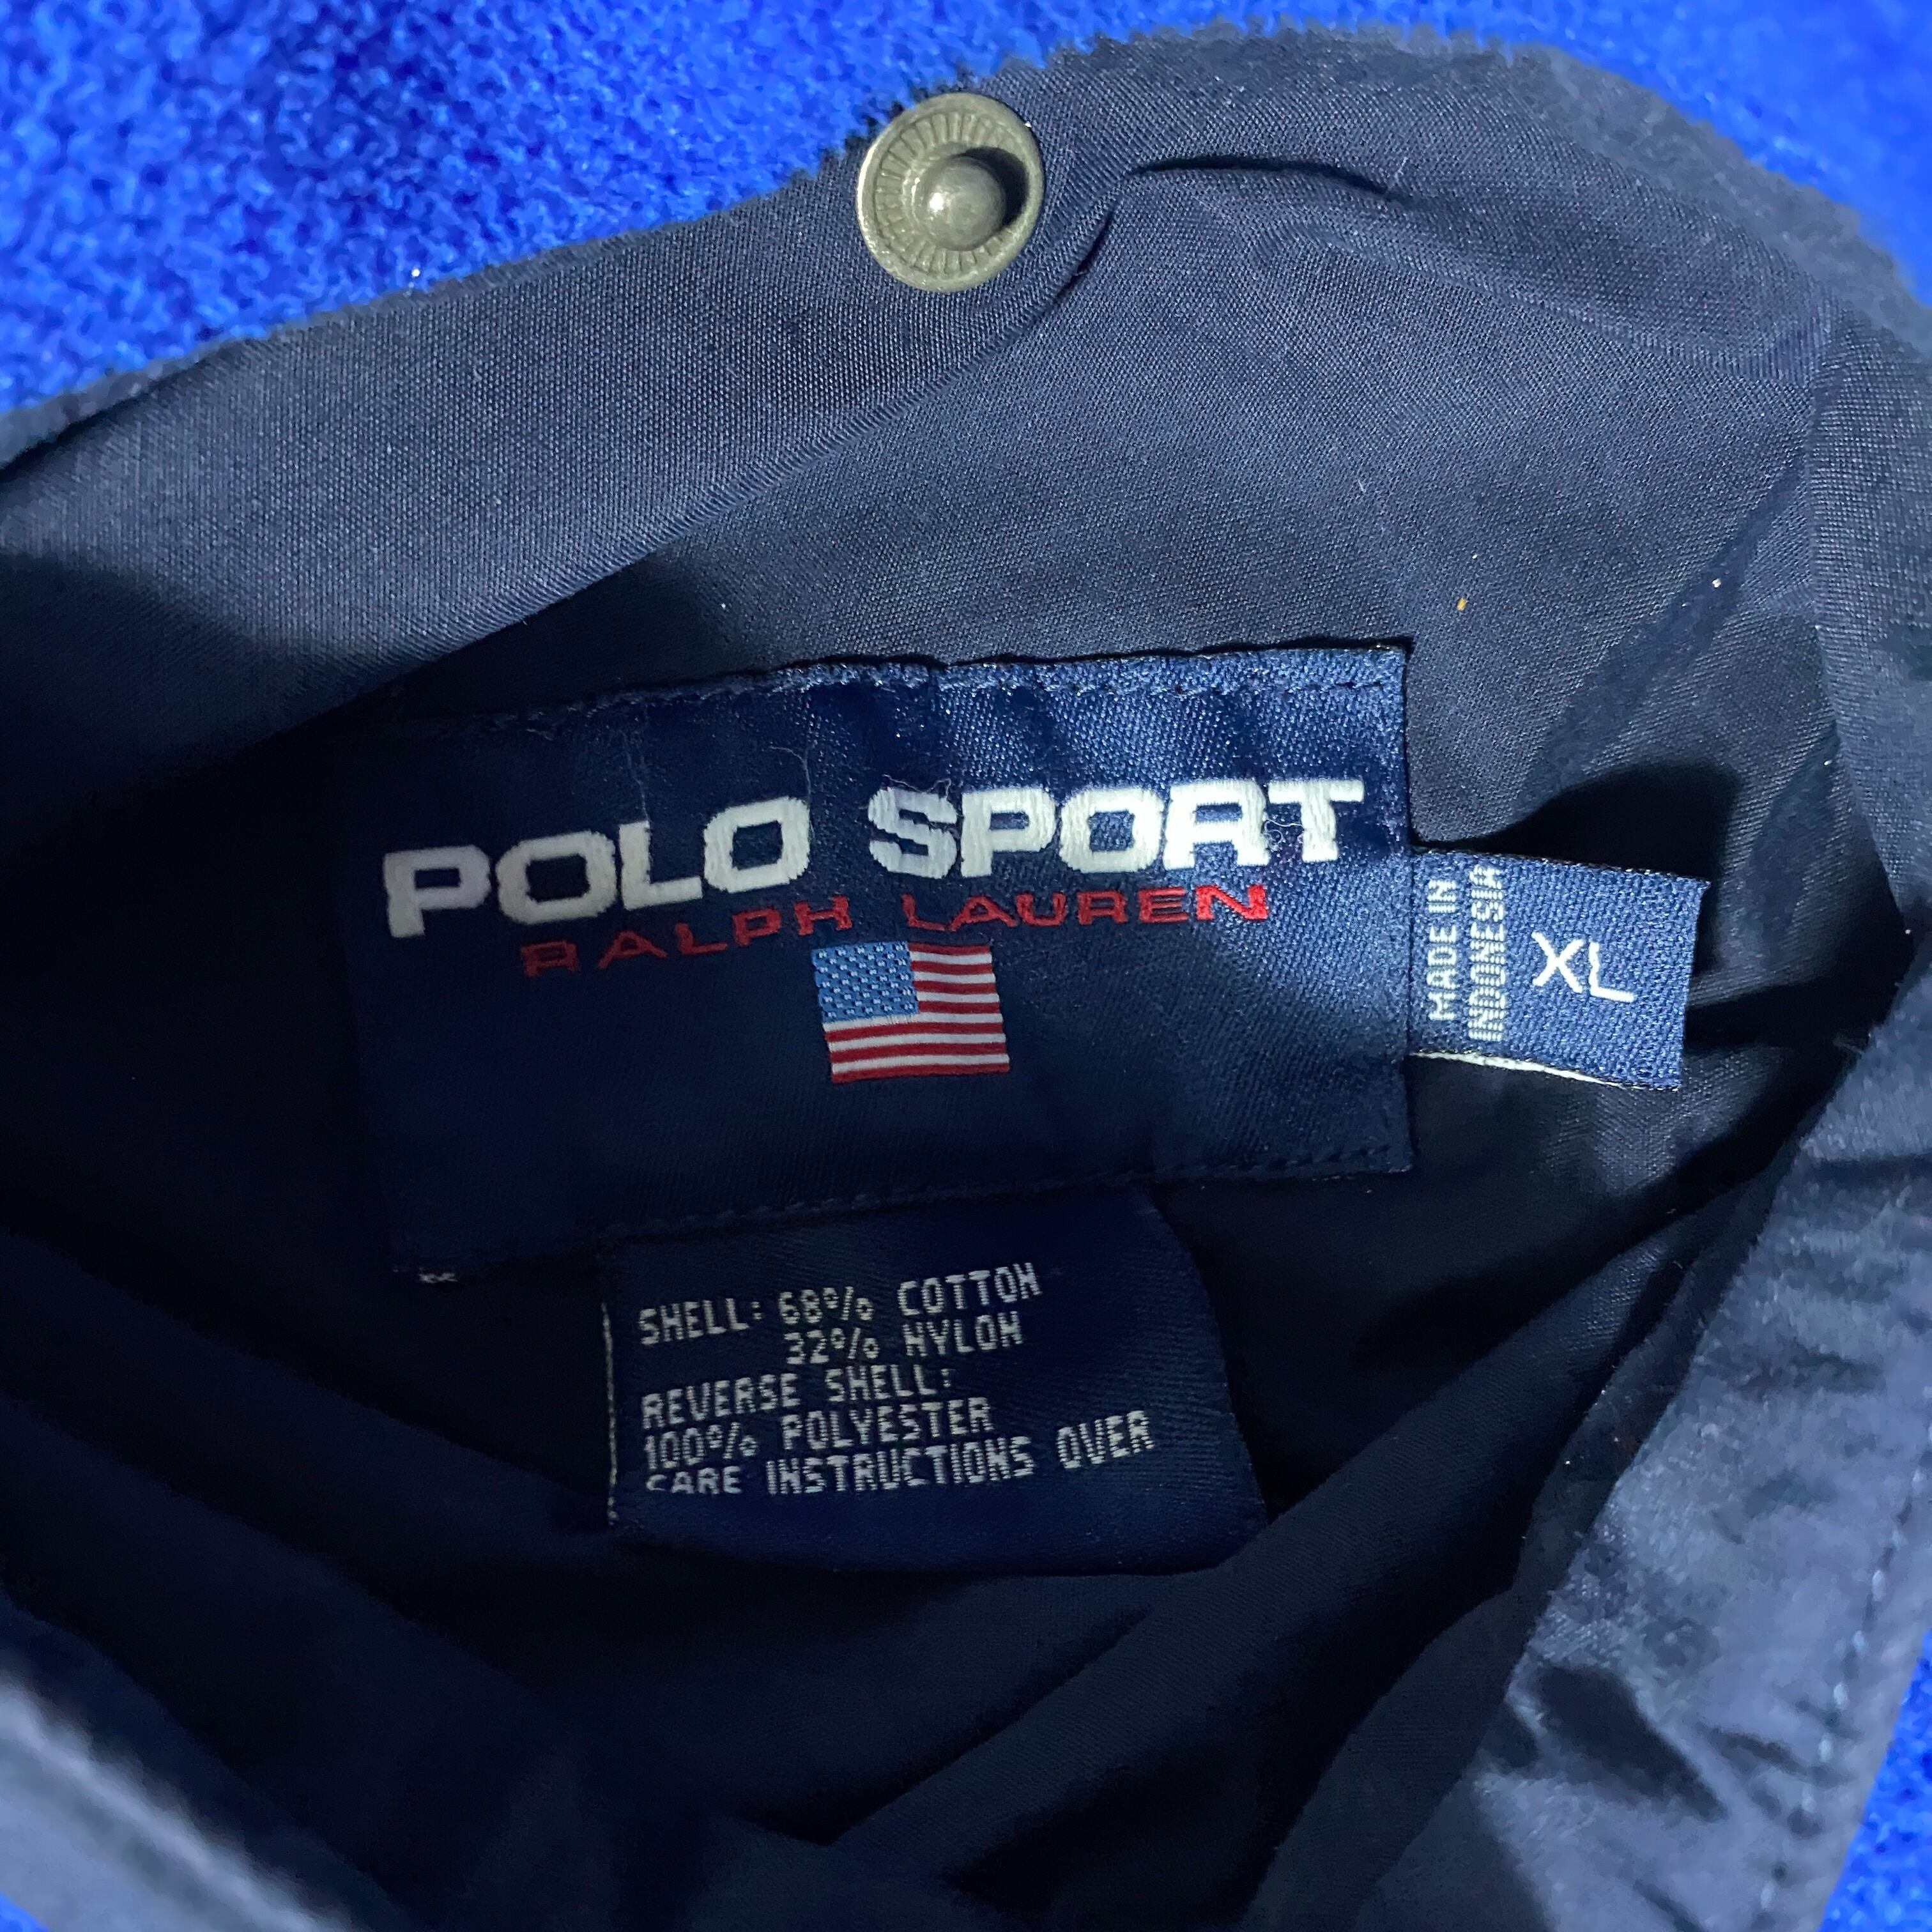 POLO SPORT
RALPH LAUREN
MADE IN
INDONESIA
XL
SHELL: 68% COTTON
32% NYLON
REVERSE SHELL:
100% POLYESTER
CARE INSTRUCTIONS OVER